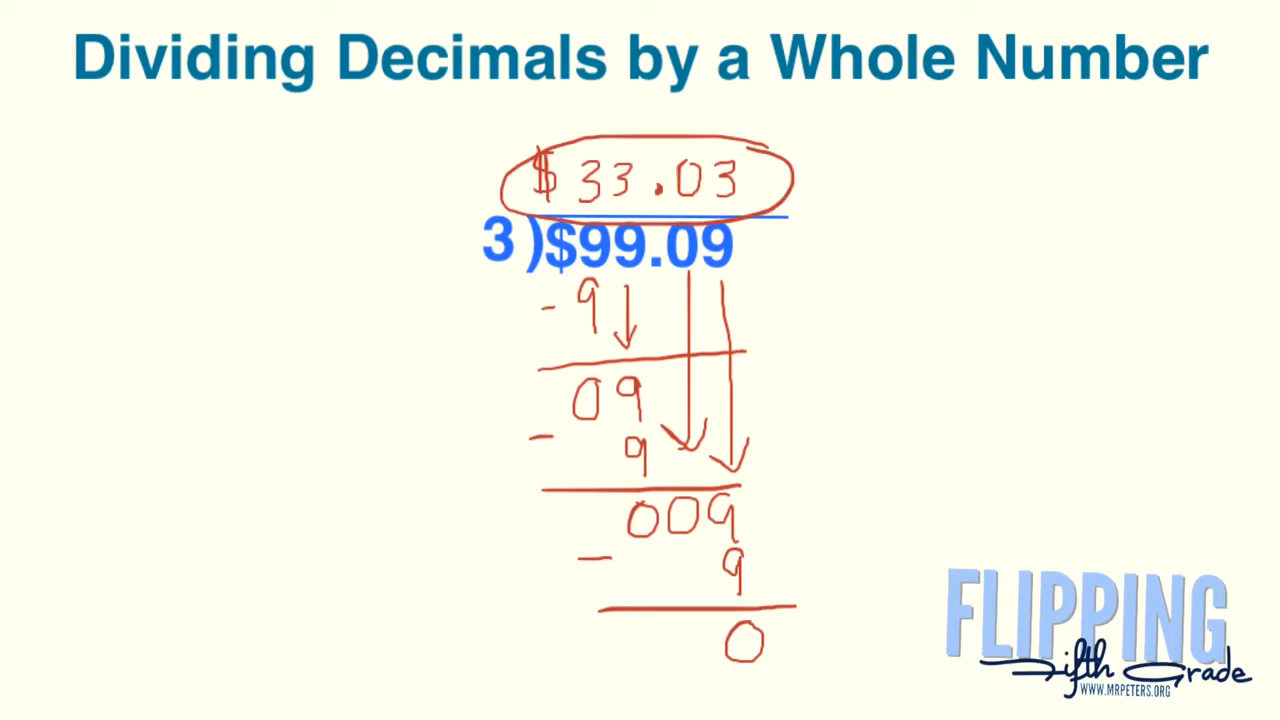 Dividing Decimals by a Whole Number
$33.03
3)$99.09
- 9
09
- 9
009
- 9
0
FLIPPING
Fifth Grade
WWW.MRPETERS.ORG